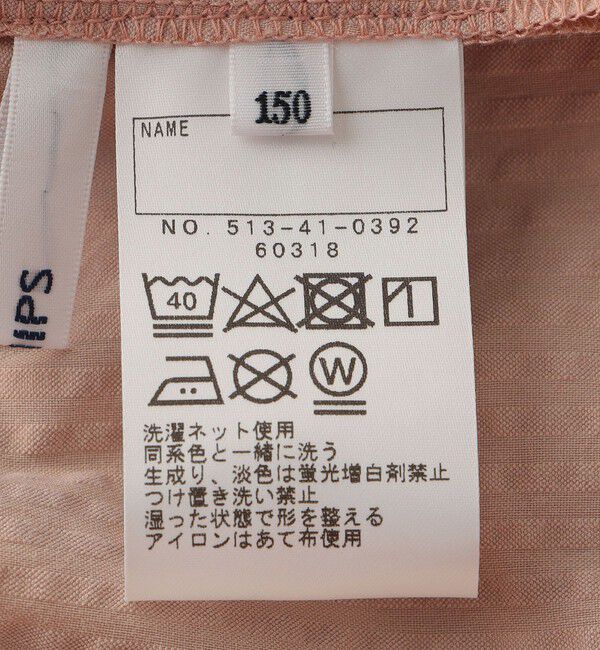 150
NAME
NO. 513-41-0392
60318
40
W
洗濯ネット使用
同系色と一緒に洗う
生成り、淡色は蛍光増白剤禁止
つけ置き洗い禁止
湿った状態で形を整える
アイロンはあて布使用
IPS